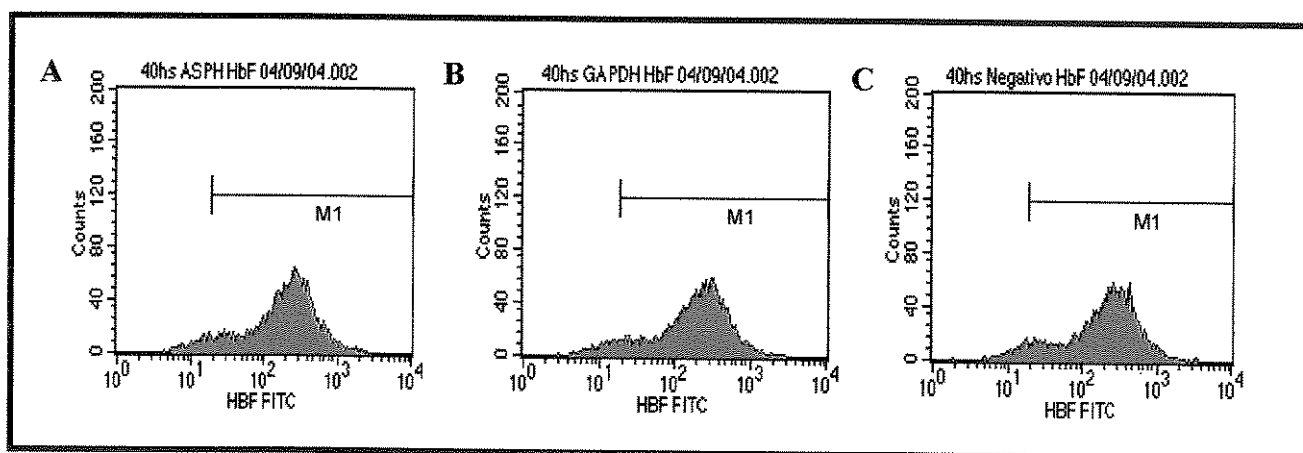 A
40hs ASPH HbF 04/09/04.002
Counts
200
160
120
80
40
0
M1
10^0 10^1 10^2 10^3 10^4
HBF FITC
B
40hs GAPDH HbF 04/09/04.002
Counts
200
160
120
80
40
0
M1
10^0 10^1 10^2 10^3 10^4
HBF FITC
C
40hs Negativo HbF 04/09/04.002
Counts
200
160
120
80
40
0
M1
10^0 10^1 10^2 10^3 10^4
HBF FITC